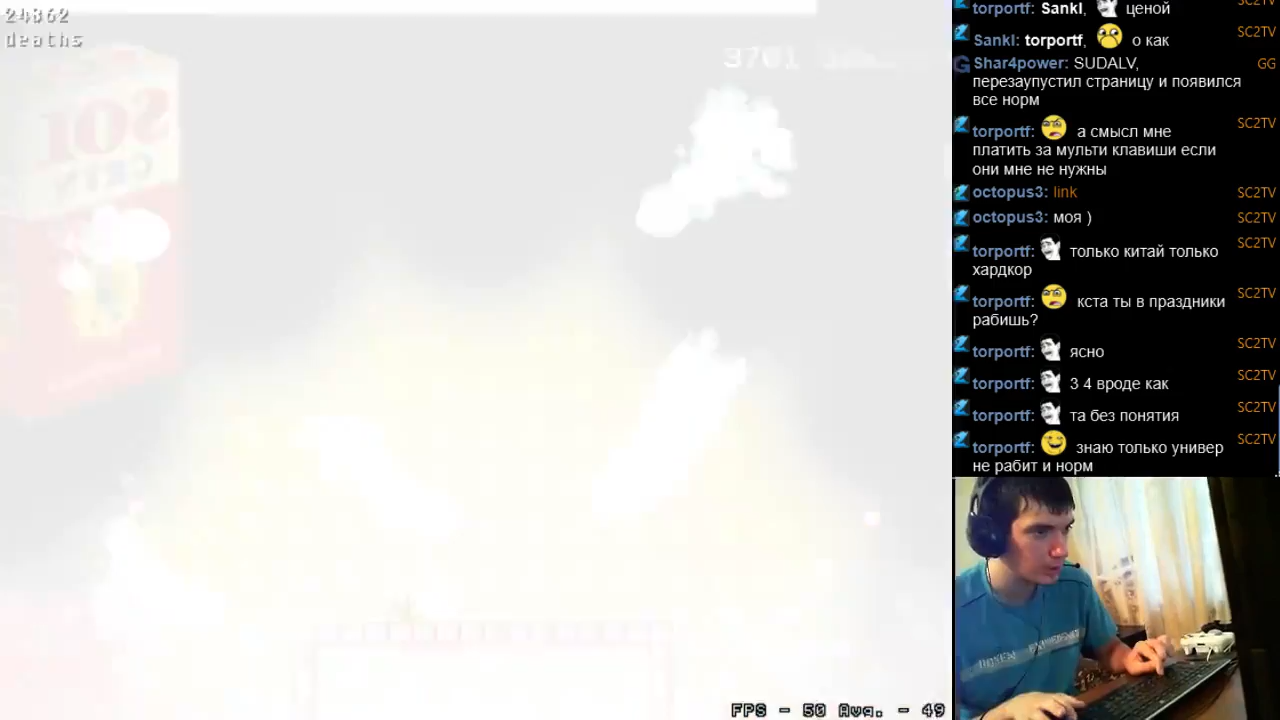 24362
deaths
3701
SOI
FPS - 50 Avg. - 49
torportf: Sankl, ценой
SC2TV
Sankl: torportf, о как
SC2TV
Shar4power: SUDALV,
GG
перезаупустил страницу и появился
все норм
torportf: а смысл мне
SC2TV
платить за мульти клавиши если
они мне не нужны
octopus3: link
SC2TV
octopus3: моя )
SC2TV
torportf: только китай только
SC2TV
хардкор
torportf: кста ты в праздники
SC2TV
рабишь?
torportf: ясно
SC2TV
torportf: 3 4 вроде как
SC2TV
torportf: та без понятия
SC2TV
torportf: знаю только универ
SC2TV
не рабит и норм